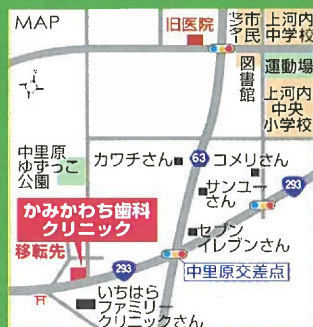 MAP
旧医院
市民
センター
上河内
中学校
図書館
運動場
上河内
中央
小学校
中里原
ゆずっこ
公園
カワチさん
63
コメリさん
サンユー
さん
293
かみかわち歯科
クリニック
移転先
セブン
イレブンさん
293
中里原交差点
いちはら
ファミリー
クリニックさん